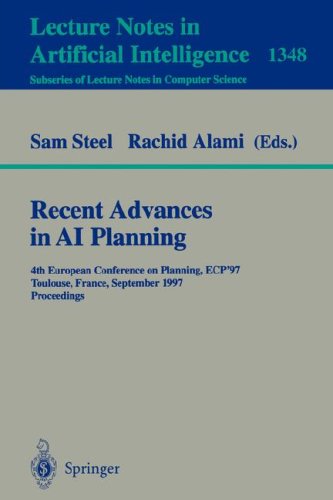 Lecture Notes in
Artificial Intelligence 1348
Subseries of Lecture Notes in Computer Science
Sam Steel Rachid Alami (Eds.)
Recent Advances
in AI Planning
4th European Conference on Planning, ECP'97
Toulouse, France, September 1997
Proceedings
Springer